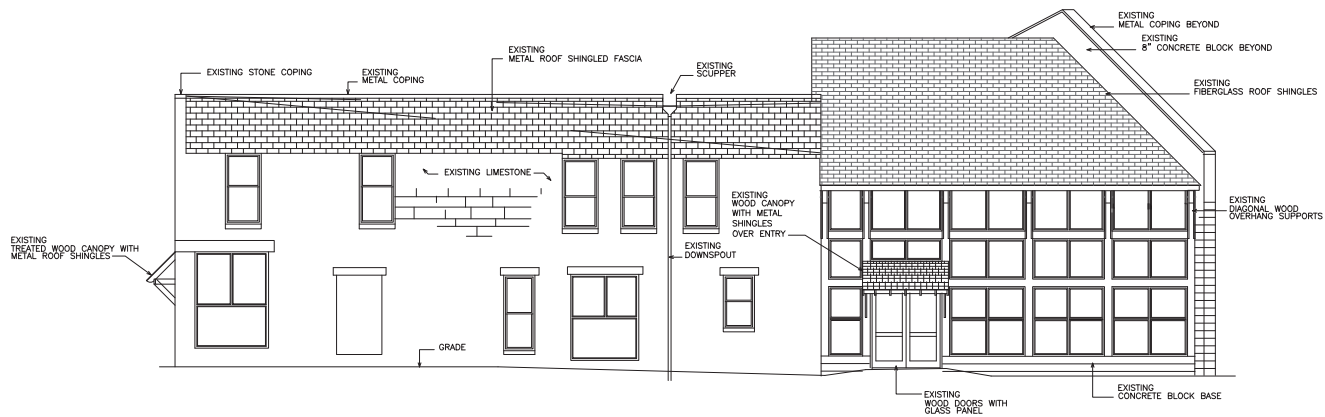 EXISTING
METAL COPING BEYOND
EXISTING
8" CONCRETE BLOCK BEYOND
EXISTING
METAL ROOF SHINGLED FASCIA
EXISTING
SCUPPER
EXISTING STONE COPING
EXISTING
METAL COPING
EXISTING
FIBERGLASS ROOF SHINGLES
EXISTING LIMESTONE
EXISTING
WOOD CANOPY
WITH METAL
SHINGLES
OVER ENTRY
EXISTING
DIAGONAL WOOD
OVERHANG SUPPORTS
EXISTING
TREATED WOOD CANOPY WITH
METAL ROOF SHINGLES
EXISTING
DOWNSPOUT
GRADE
EXISTING
WOOD DOORS WITH
GLASS PANEL
EXISTING
CONCRETE BLOCK BASE